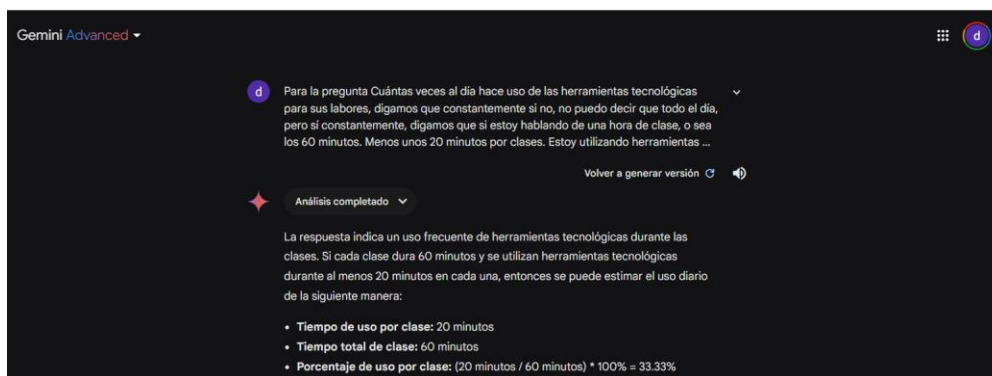 Gemini Advanced
d
d
Para la pregunta Cuántas veces al día hace uso de las herramientas tecnológicas
para sus labores, digamos que constantemente si no, no puedo decir que todo el día,
pero sí constantemente, digamos que si estoy hablando de una hora de clase, o sea
los 60 minutos. Menos unos 20 minutos por clases. Estoy utilizando herramientas ...
Volver a generar versión
Análisis completado
La respuesta indica un uso frecuente de herramientas tecnológicas durante las
clases. Si cada clase dura 60 minutos y se utilizan herramientas tecnológicas
durante al menos 20 minutos en cada una, entonces se puede estimar el uso diario
de la siguiente manera:
• Tiempo de uso por clase: 20 minutos
• Tiempo total de clase: 60 minutos
• Porcentaje de uso por clase: (20 minutos / 60 minutos) * 100% = 33.33%